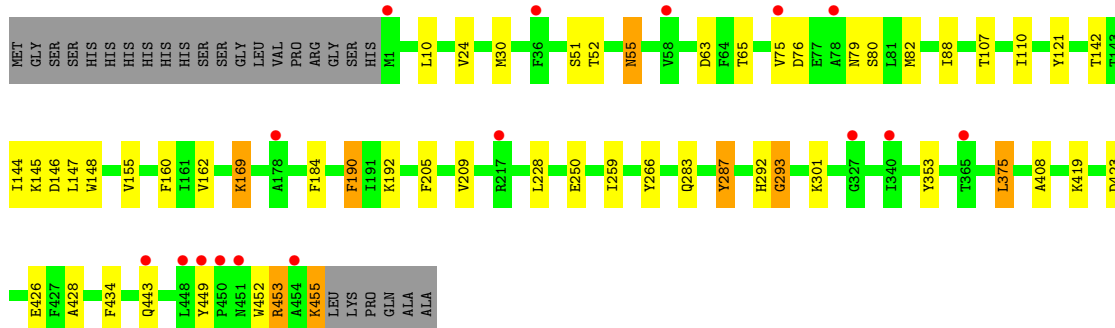 MET GLY SER SER HIS HIS HIS HIS HIS HIS SER SER GLY LEU VAL PRO ARG GLY SER HIS M1 L10 V24 M30 F36 S51 T52 N55 V58 D63 F64 T65 V75 D76 E77 A78 N79 S80 L81 M82 I88 T107 I110 Y121 T142 T143
I144 K145 D146 L147 W148 V155 F160 I161 V162 K169 A178 F184 F190 I191 K192 F205 V209 R217 L228 E250 I259 Y266 Q283 Y287 H292 G293 K301 G327 I340 Y353 T365 L375 A408 K419
E426 F427 A428 F434 Q443 L448 Y449 P450 N451 W452 R453 A454 K455 LEU LYS PRO GLN ALA ALA